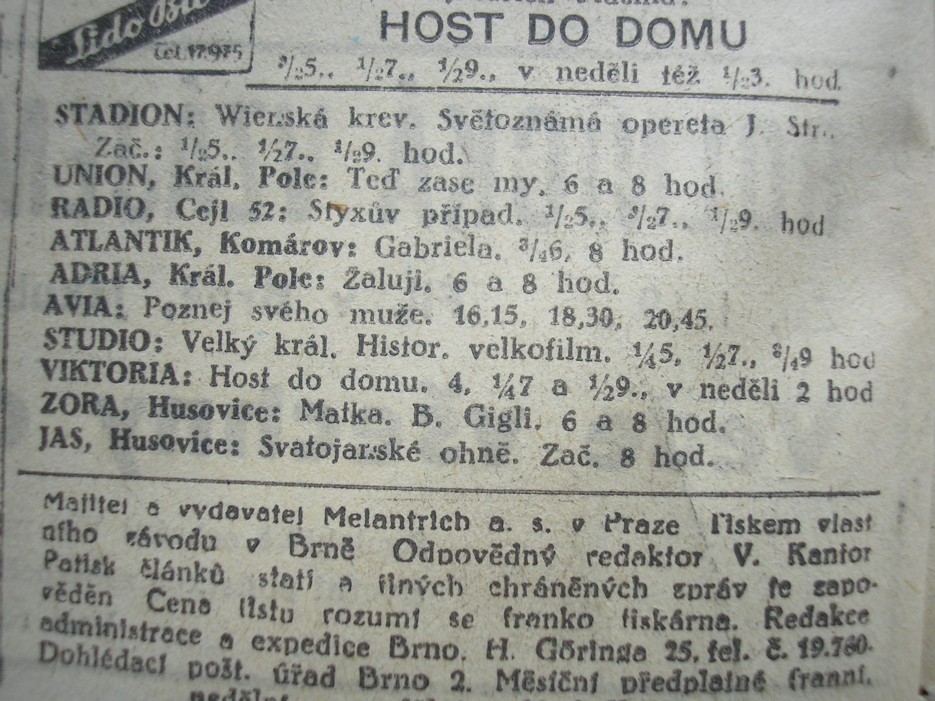 Lido
tel. 17.975
HOST DO DOMU
³/₂5., ½7., ½9., v neděli též ½3. hod.
STADION: Wienská krev. Světoznámá opereta J. Str..
Zač.: ½5.. ½7.. ½9. hod.
UNION, Král. Pole: Teď zase my. 6 a 8 hod.
RADIO, Cejl 52: Styxův případ. ½5., ³/₂7., ½9. hod
ATLANTIK, Komárov: Gabriela. ¾6, 8 hod.
ADRIA, Král. Pole: Žaluji. 6 a 8 hod.
AVIA: Poznej svého muže. 16,15, 18,30, 20,45.
STUDIO: Velký král. Histor. velkofilm. ¼5, ½7., ¾9 hod
VIKTORIA: Host do domu. 4, ¼7 a ½9., v neděli 2 hod
ZORA, Husovice: Matka. B. Gigli. 6 a 8 hod.
JAS, Husovice: Svatojanské ohně. Zač. 8 hod.
Majitel a vydavatel Melantrich a. s. v Praze Tiskem vlast
ního závodu v Brně Odpovědný redaktor V. Kantor
Patisk článků statí a jiných chráněných zpráv je zapo-
věděn Cena listu rozumí se franko tiskárna. Redakce
administrace a expedice Brno. H. Göringa 25. tel. č. 19.760.
Dohlédací pošt. úřad Brno 2. Měsíční předplatné